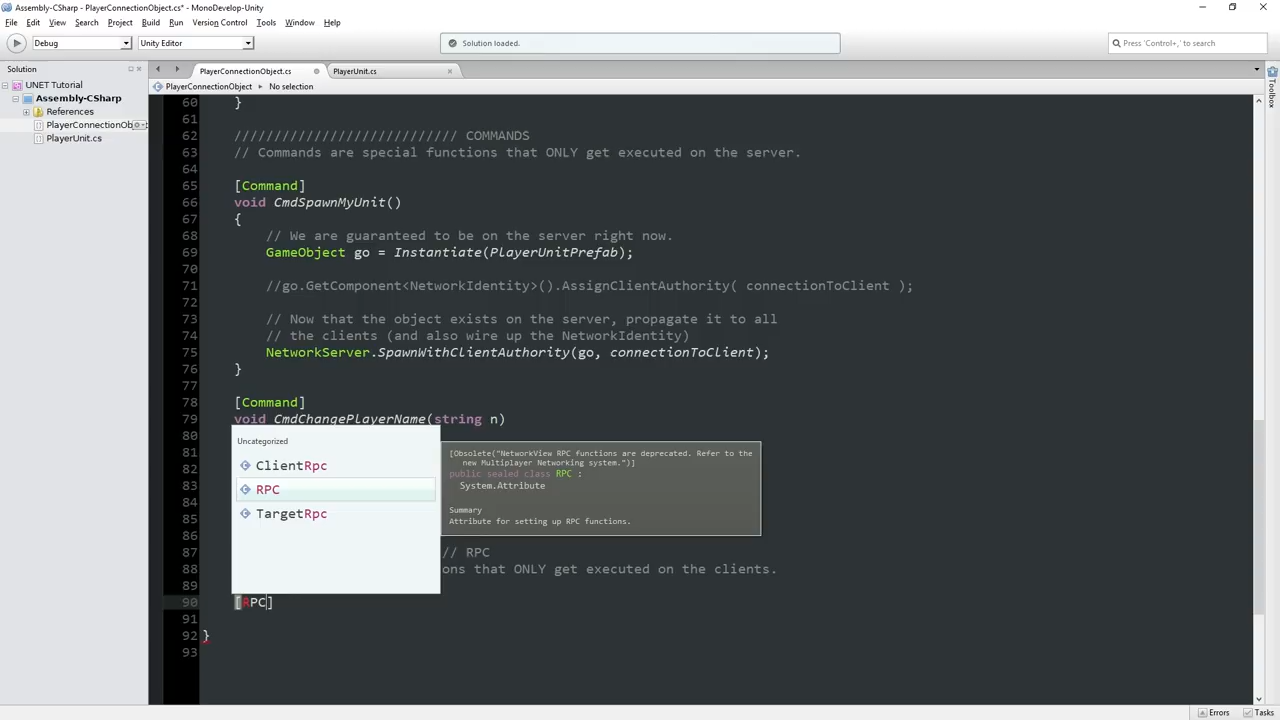 Assembly-CSharp - PlayerConnectionObject.cs* - MonoDevelop-Unity
File Edit View Search Project Build Run Version Control Tools Window Help
Debug Unity Editor Solution loaded. Press 'Control+,' to search
Solution
UNET Tutorial
Assembly-CSharp
References
PlayerConnectionOb
PlayerUnit.cs
PlayerConnectionObject.cs PlayerUnit.cs
PlayerConnectionObject No selection
Toolbox
60 }
61
62 //////////////////////////// COMMANDS
63 // Commands are special functions that ONLY get executed on the server.
64
65 [Command]
66 void CmdSpawnMyUnit()
67 {
68 // We are guaranteed to be on the server right now.
69 GameObject go = Instantiate(PlayerUnitPrefab);
70
71 //go.GetComponent<NetworkIdentity>().AssignClientAuthority( connectionToClient );
72
73 // Now that the object exists on the server, propagate it to all
74 // the clients (and also wire up the NetworkIdentity)
75 NetworkServer.SpawnWithClientAuthority(go, connectionToClient);
76 }
77
78 [Command]
79 void CmdChangePlayerName(string n)
80
81
82
83
84
85
86
87 // RPC
88 ons that ONLY get executed on the clients.
89
90 [RPC]
91
92 }
93
Uncategorized
ClientRpc
RPC
TargetRpc
[Obsolete("NetworkView RPC functions are deprecated. Refer to the
new Multiplayer Networking system.")]
public sealed class RPC :
System.Attribute
Summary
Attribute for setting up RPC functions.
Errors Tasks